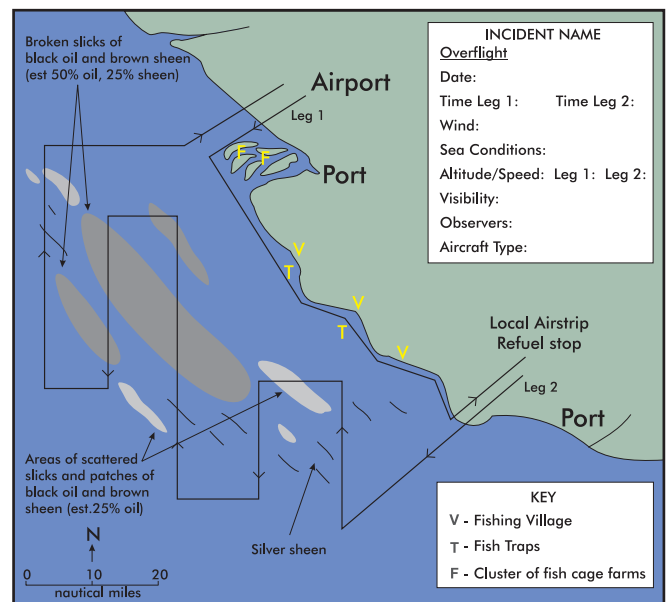 Broken slicks of
black oil and brown sheen
(est 50% oil, 25% sheen)
Airport
Leg 1
F
F
Port
V
T
V
T
V
INCIDENT NAME
Overflight
Date:
Time Leg 1: Time Leg 2:
Wind:
Sea Conditions:
Altitude/Speed: Leg 1: Leg 2:
Visibility:
Observers:
Aircraft Type:
Local Airstrip
Refuel stop
Leg 2
Port
Areas of scattered
slicks and patches of
black oil and brown
sheen (est.25% oil)
Silver sheen
N
0 10 20
nautical miles
KEY
V - Fishing Village
T - Fish Traps
F - Cluster of fish cage farms